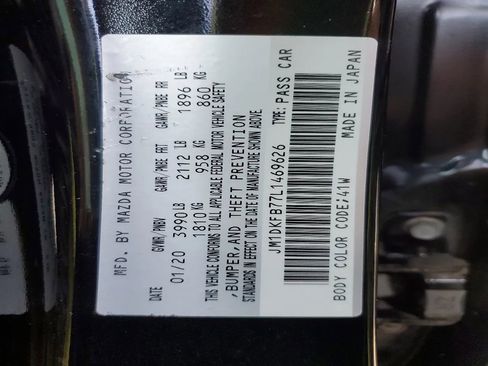 MFD. BY MAZDA MOTOR CORPORATION
DATE GVWR/PNBV GAWR/PNBE FRT GAWR/PNBE RR
01/20 3990LB 2112 LB 1896 LB
1810KG 958 KG 860 KG
THIS VEHICLE CONFORMS TO ALL APPLICABLE FEDERAL MOTOR VEHICLE SAFETY
,BUMPER,AND THEFT PREVENTION
STANDARDS IN EFFECT ON THE DATE OF MANUFACTURE SHOWN ABOVE
JM1DKFB77L1469626 TYPE: PASS CAR
BODY COLOR CODE;41W MADE IN JAPAN